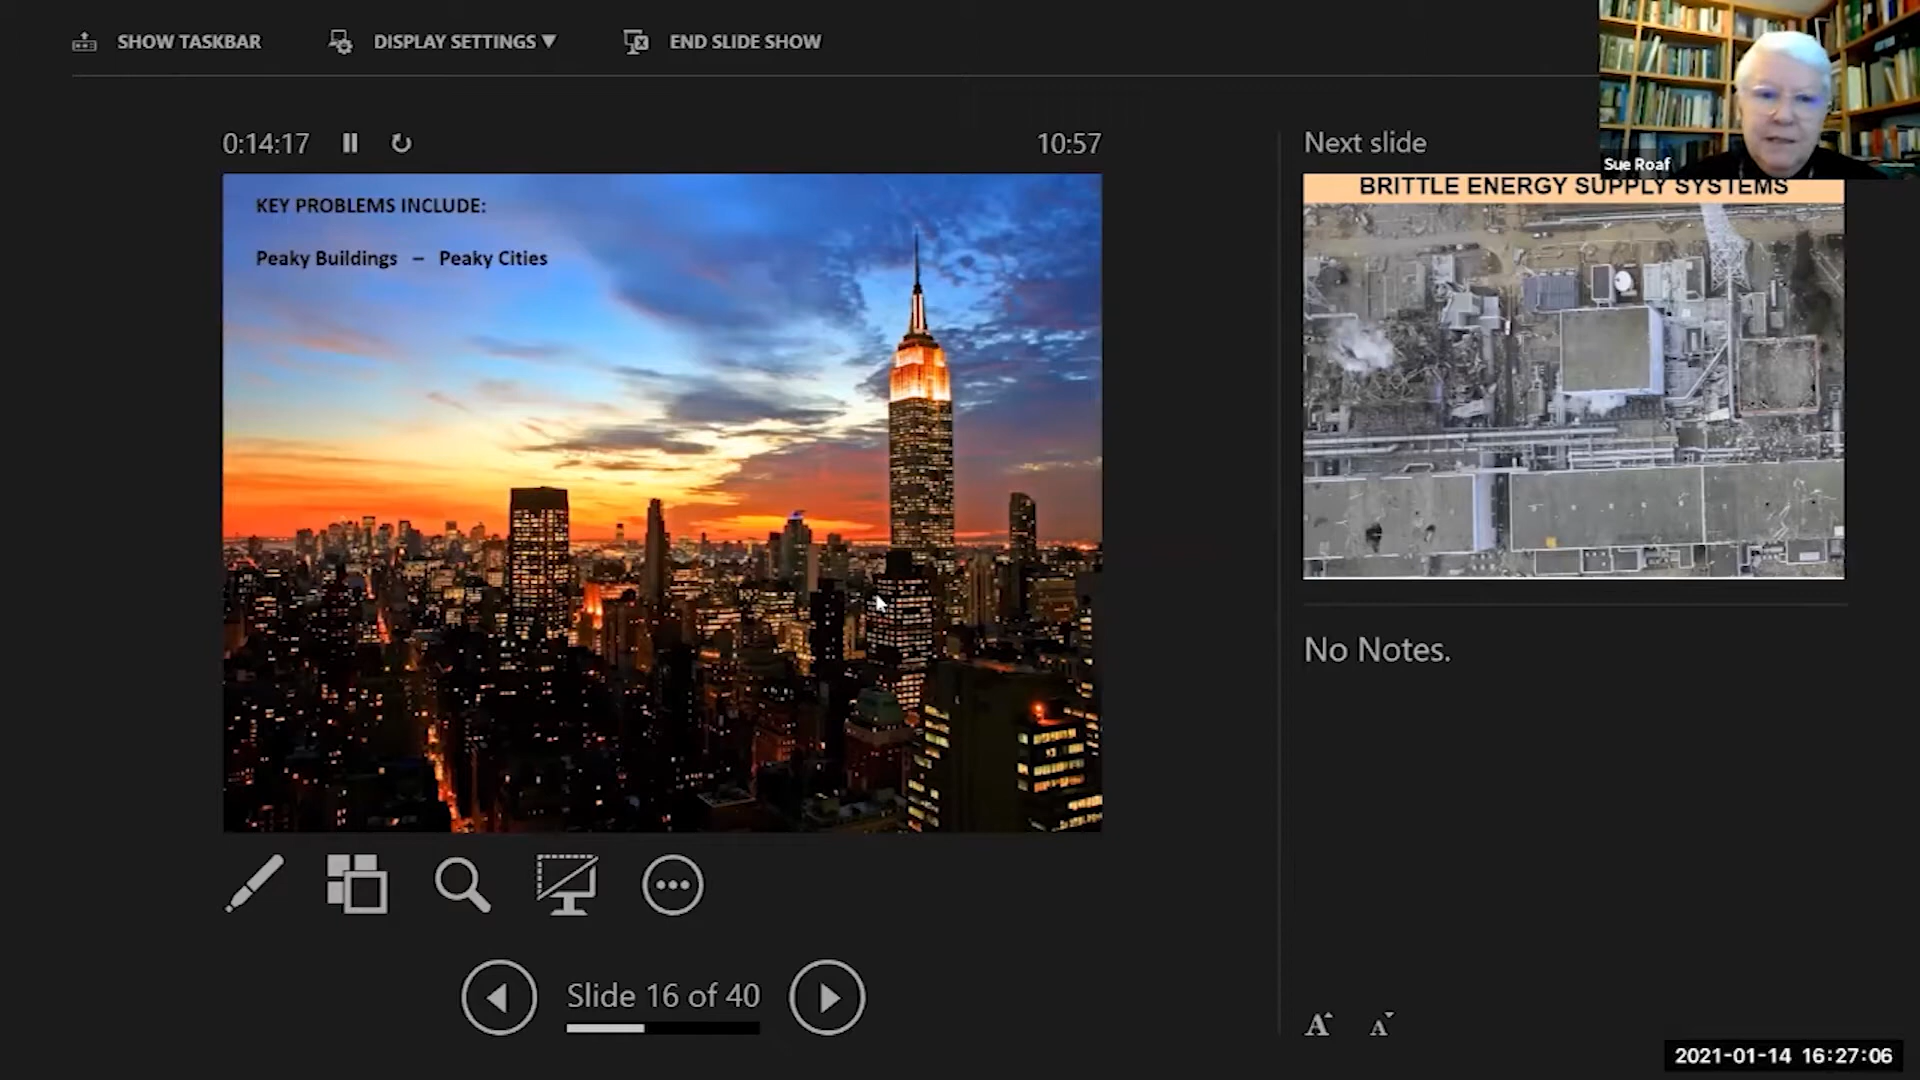 SHOW TASKBAR
DISPLAY SETTINGS ▼
END SLIDE SHOW
Sue Roaf
0:14:17
10:57
Next slide
KEY PROBLEMS INCLUDE:
Peaky Buildings – Peaky Cities
BRITTLE ENERGY SUPPLY SYSTEMS
No Notes.
Slide 16 of 40
A A
2021-01-14 16:27:06